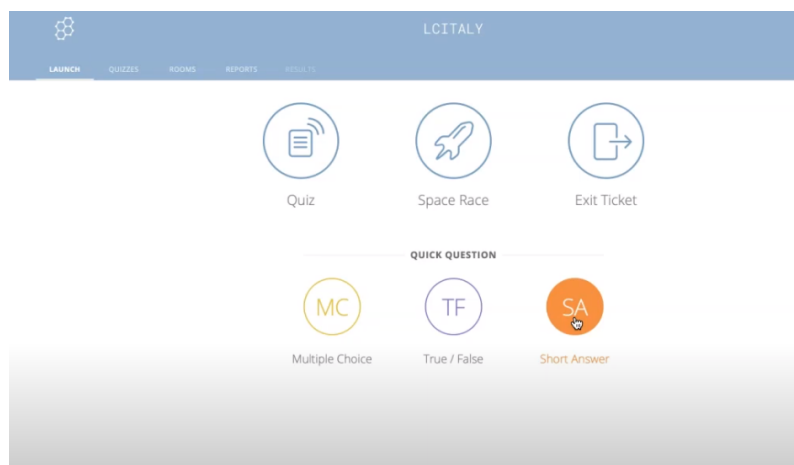 LCITALY
LAUNCH QUIZZES ROOMS REPORTS RESULTS
Quiz Space Race Exit Ticket
QUICK QUESTION
MC TF SA
Multiple Choice True / False Short Answer